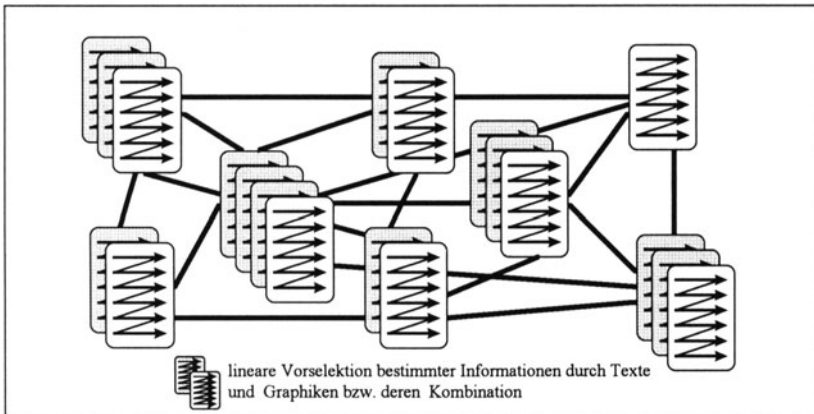 lineare Vorselektion bestimmter Informationen durch Texte
und Graphiken bzw. deren Kombination